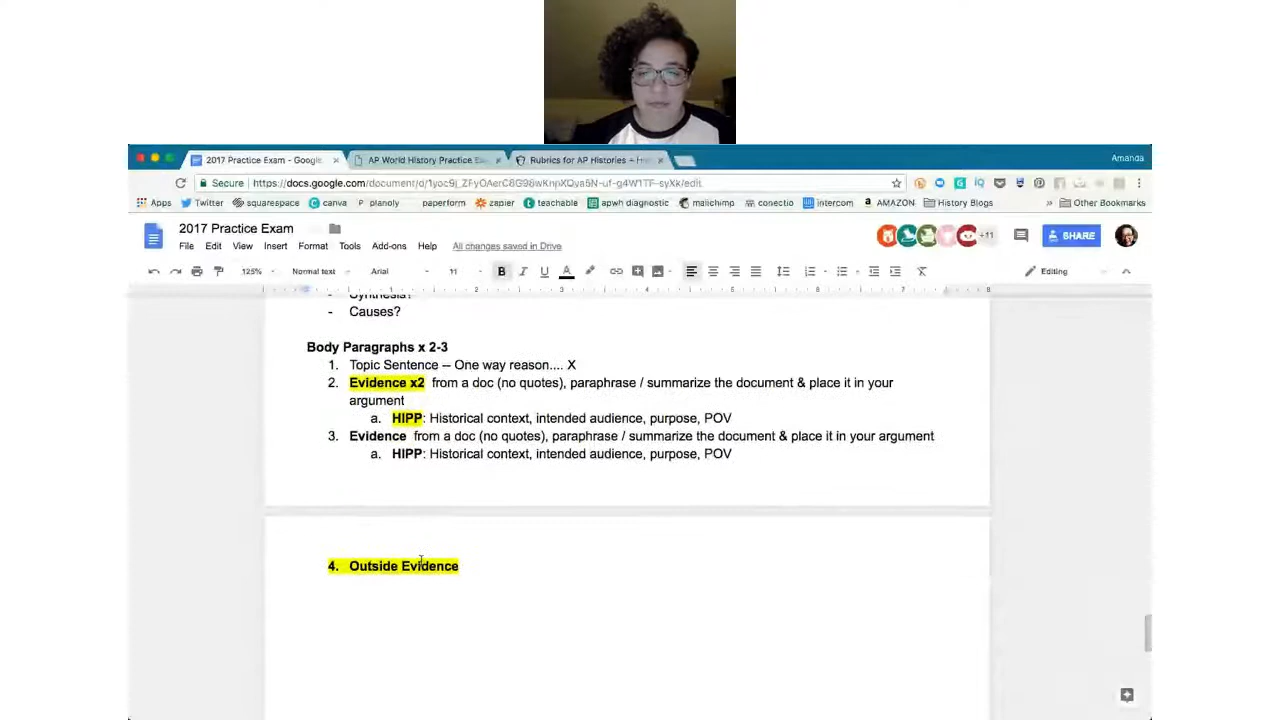 2017 Practice Exam - Google
AP World History Practice Ex
Rubrics for AP Histories + His
Amanda
Secure
Apps
Twitter
squarespace
canva
planoly
paperform
zapier
teachable
apwh diagnostic
mailchimp
conectio
intercom
AMAZON
History Blogs
» Other Bookmarks
2017 Practice Exam
File Edit View Insert Format Tools Add-ons Help
All changes saved in Drive
+11
SHARE
125% Normal text Arial 11 B I U A
Editing
- Synthesis?
- Causes?
Body Paragraphs x 2-3
1. Topic Sentence -- One way reason.... X
2. Evidence x2 from a doc (no quotes), paraphrase / summarize the document & place it in your
argument
a. HIPP: Historical context, intended audience, purpose, POV
3. Evidence from a doc (no quotes), paraphrase / summarize the document & place it in your argument
a. HIPP: Historical context, intended audience, purpose, POV
4. Outside Evidence